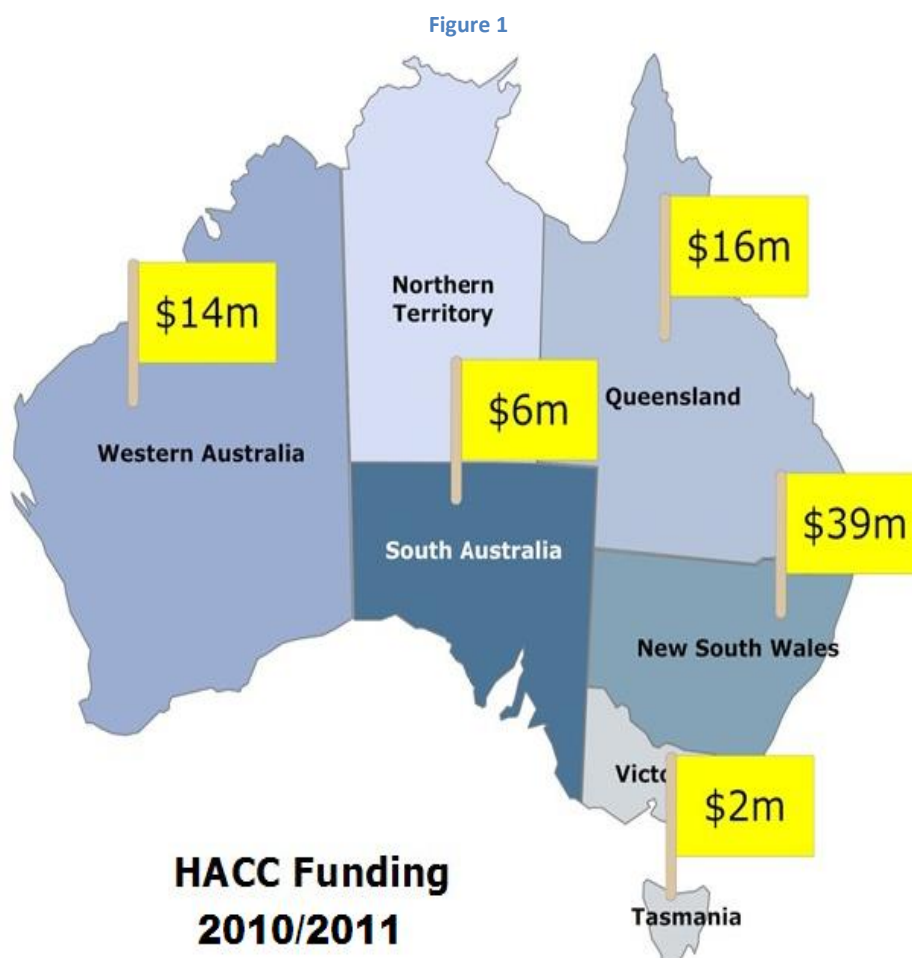 Figure 1
$16m
Northern
Territory
$14m
$6m
Queensland
Western Australia
$39m
South Australia
New South Wales
Victo
$2m
HACC Funding
2010/2011
Tasmania